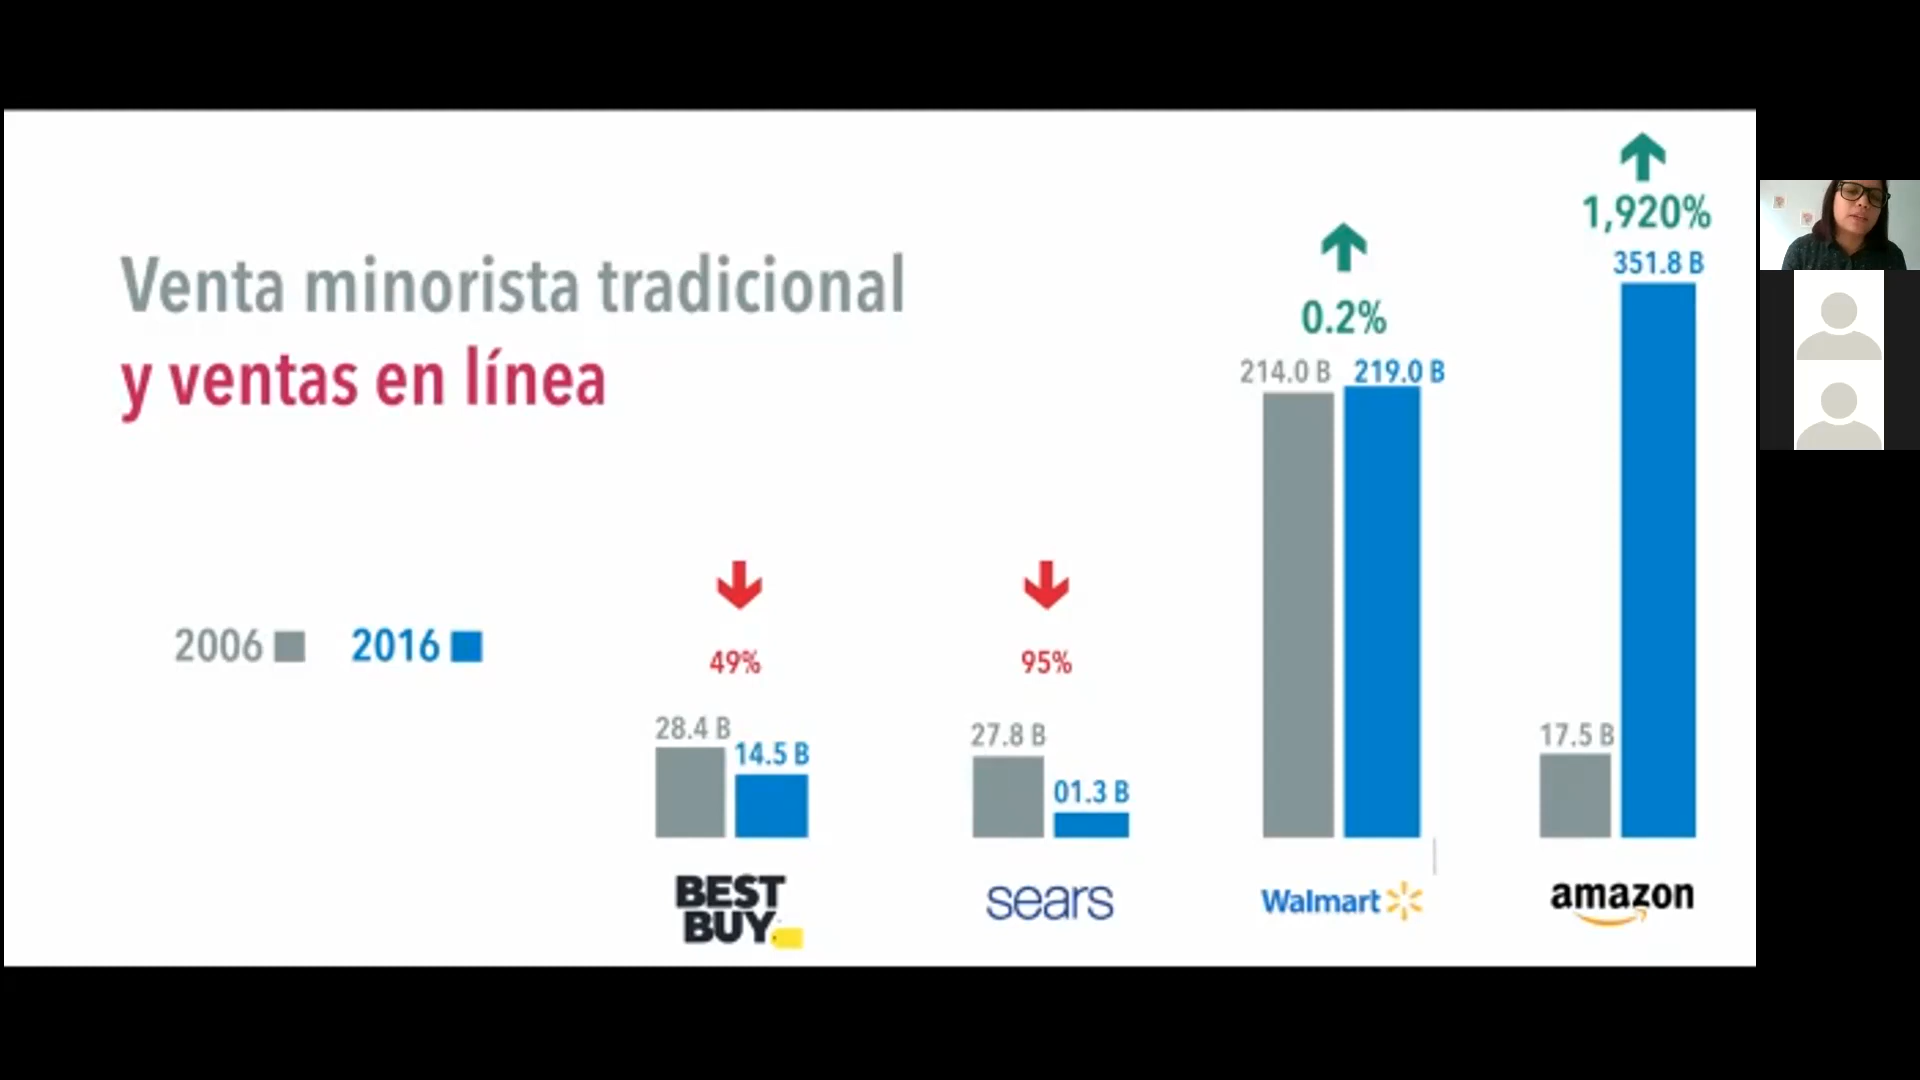 Venta minorista tradicional
y ventas en línea
2006 2016
49%
28.4 B
14.5 B
BEST
BUY
95%
27.8 B
01.3 B
sears
0.2%
214.0 B 219.0 B
Walmart
1,920%
351.8 B
17.5 B
amazon